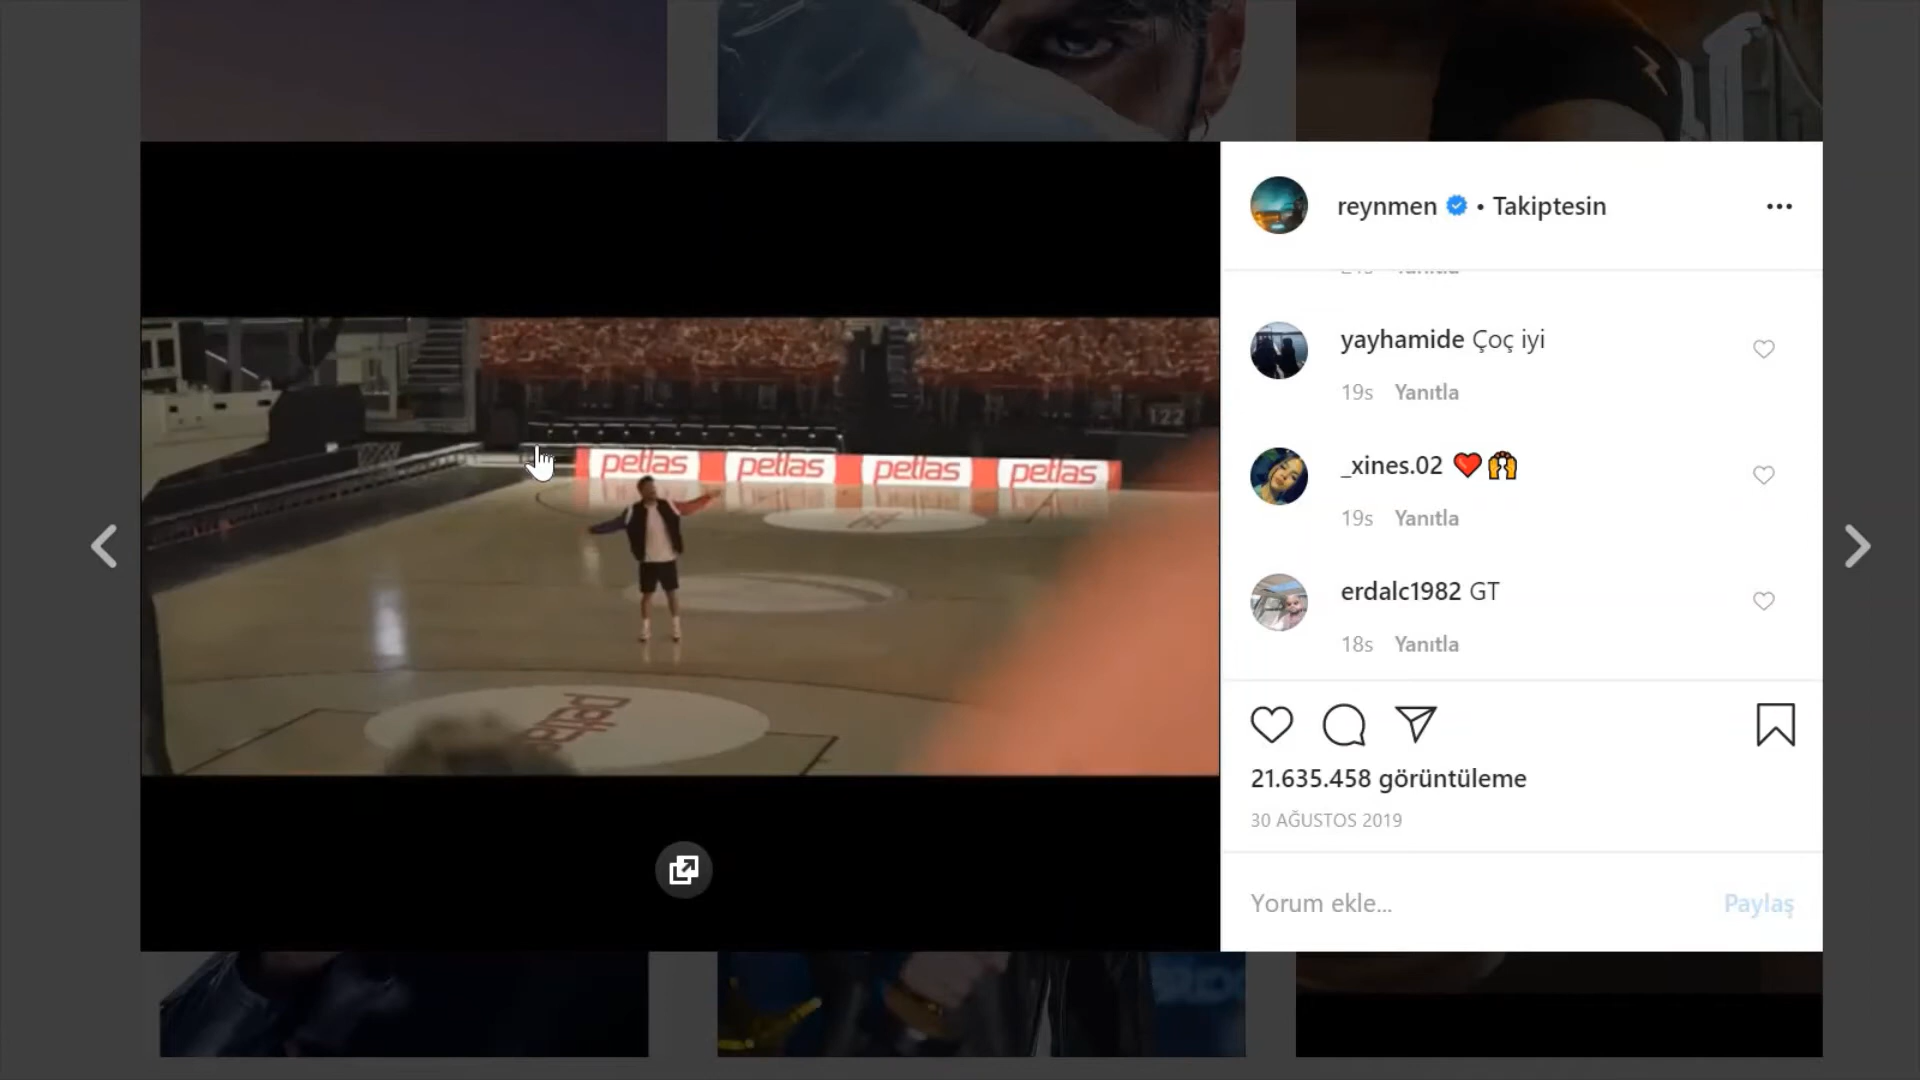 reynmen • Takiptesin
yayhamide Çoç iyi
19s Yanıtla
_xines.02 ❤️🙌
19s Yanıtla
erdalc1982 GT
18s Yanıtla
21.635.458 görüntüleme
30 AĞUSTOS 2019
Yorum ekle...
Paylaş
122
petlas petlas petlas petlas
petlas